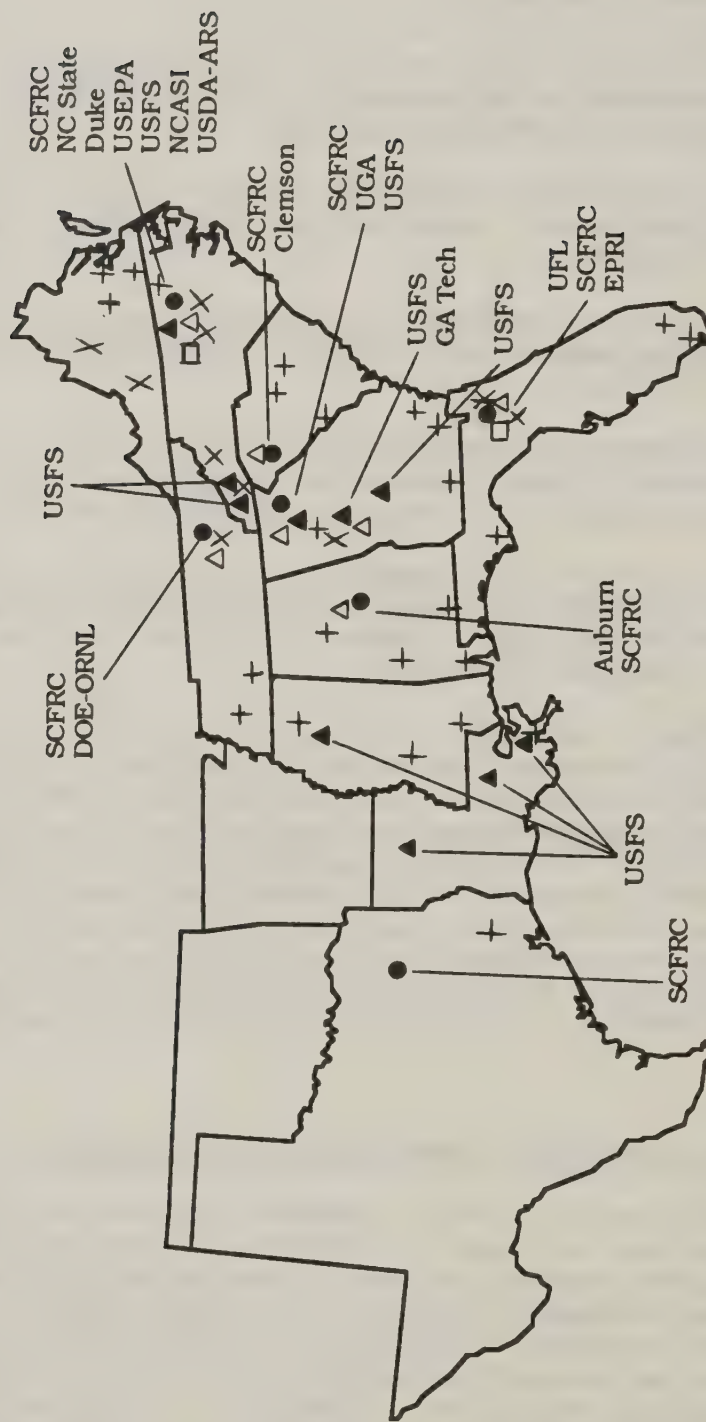 SCFRC
DOE-ORNL
USFS
SCFRC
NC State
Duke
USEPA
USFS
NCASI
USDA-ARS
SCFRC
Clemson
SCFRC
UGA
USFS
USFS
GA Tech
USFS
UFL
SCFRC
EPRI
Auburn
SCFRC
USFS
SCFRC